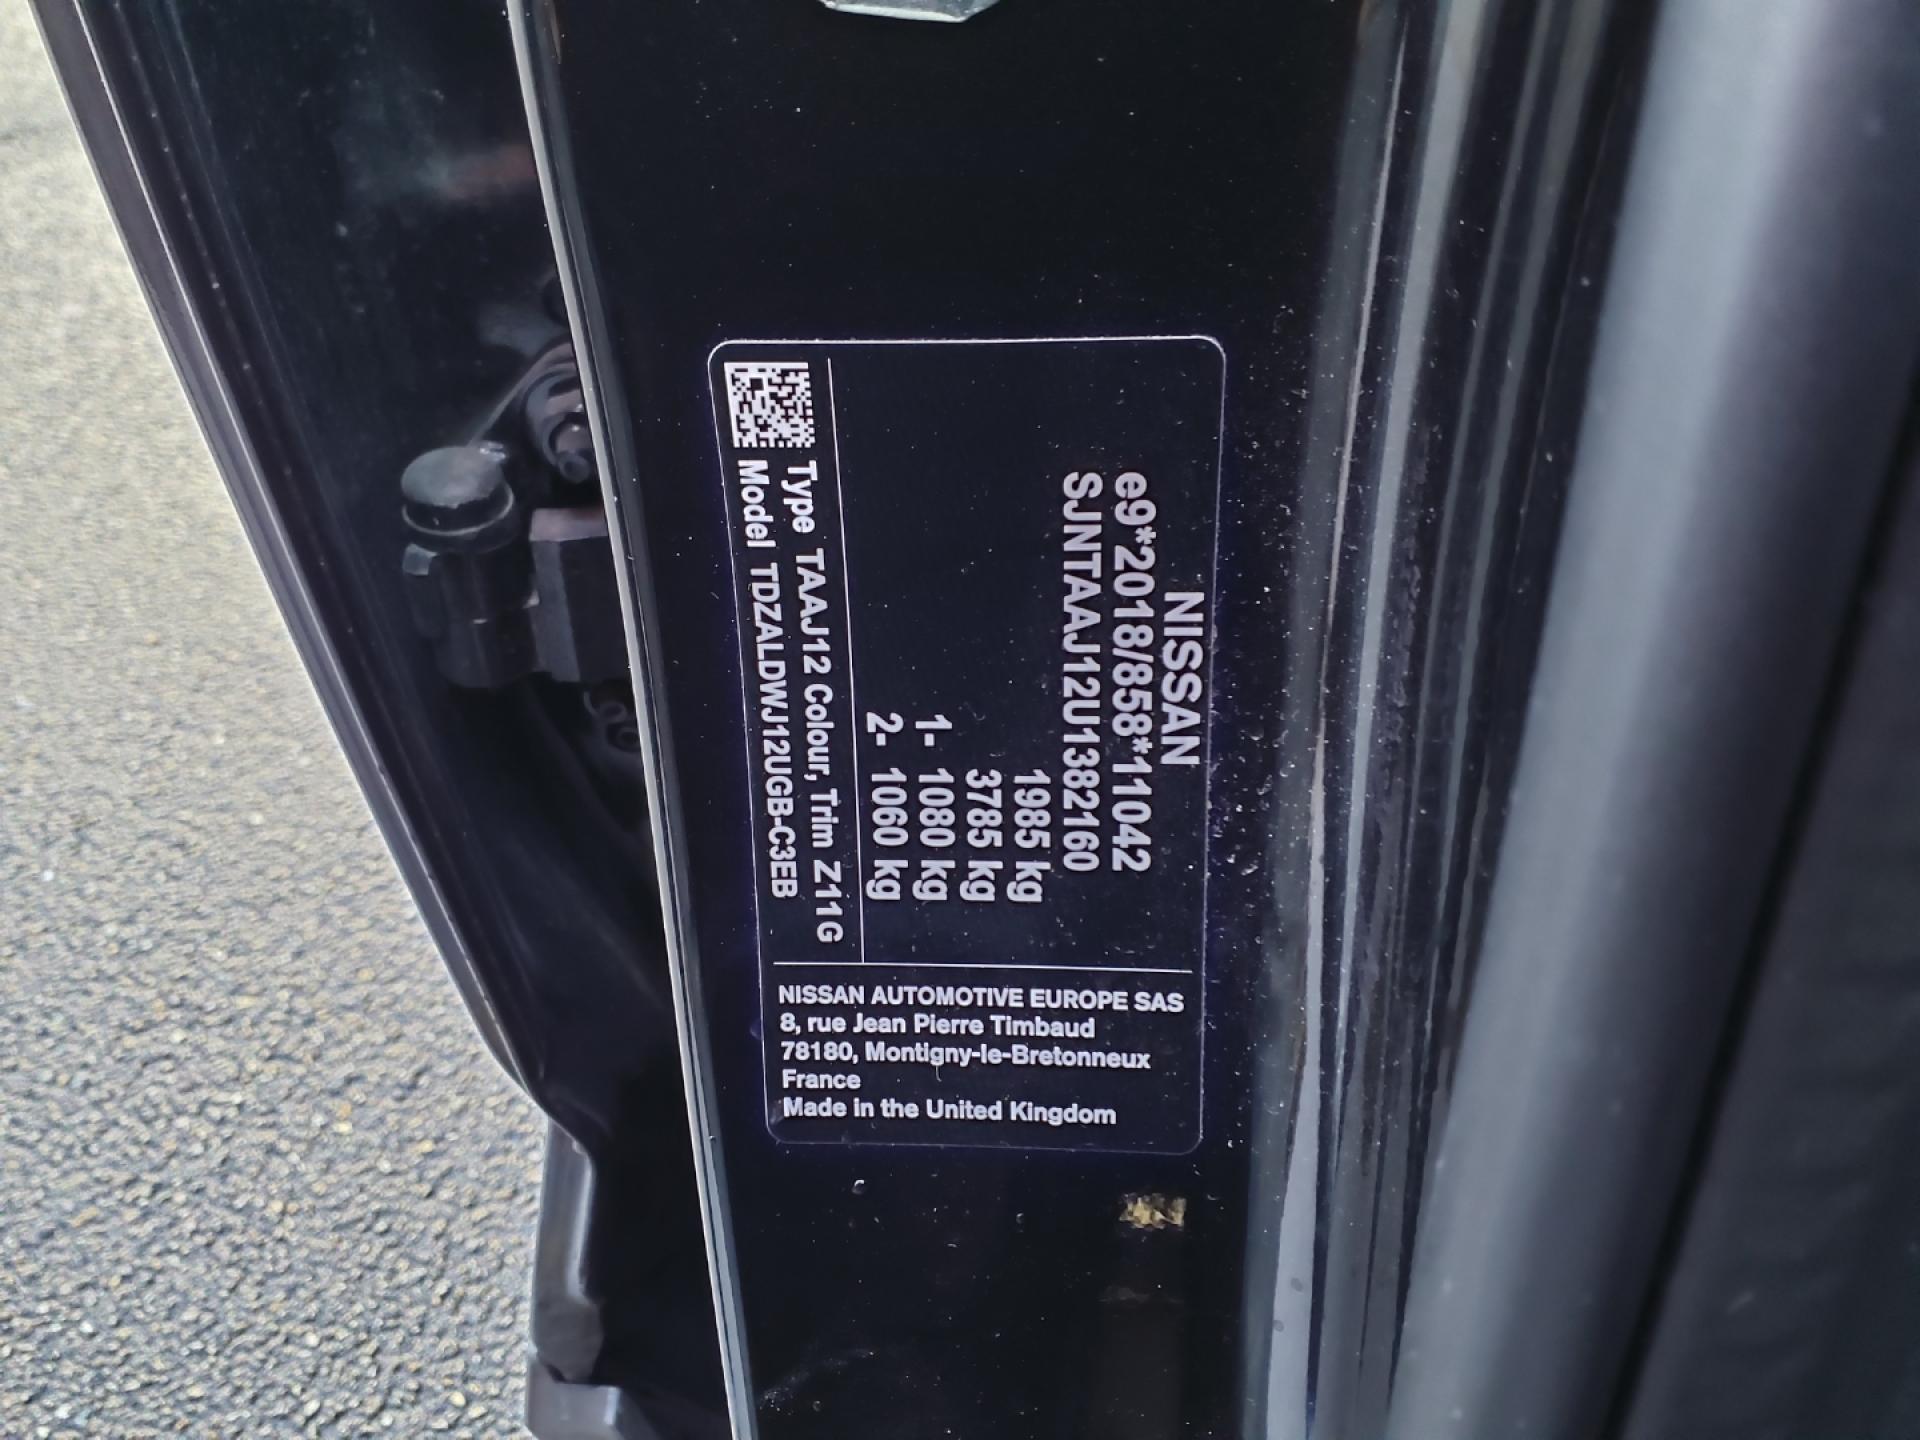 NISSAN
e9*2018/858*11042
SJNTAAJ12U1382160
1985 kg
3785 kg
1- 1080 kg
2- 1060 kg
Type TAAJ12 Colour, Trim Z11G
Model TDZALDWJ12UGB-C3EB
NISSAN AUTOMOTIVE EUROPE SAS
8, rue Jean Pierre Timbaud
78180, Montigny-le-Bretonneux
France
Made in the United Kingdom